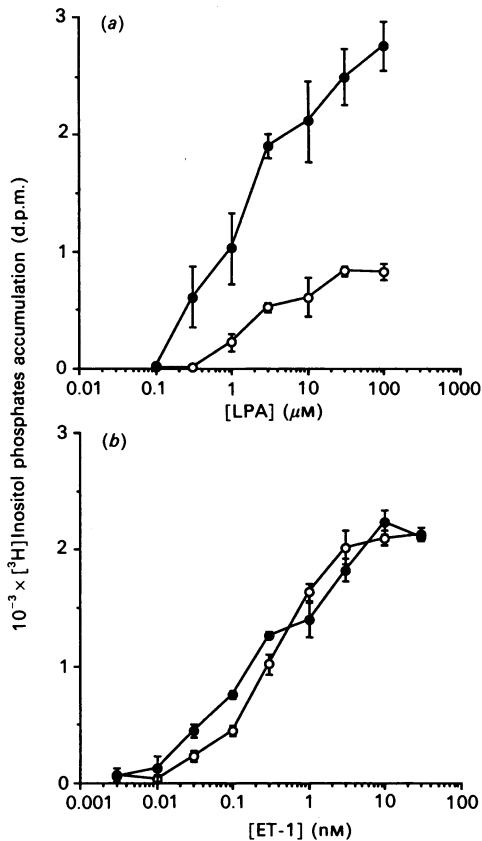 (a)
3
2
1
0
0.01 0.1 1 10 100 1000
[LPA] (μM)
10⁻³ × [³H]Inositol phosphates accumulation (d.p.m.)
(b)
3
2
1
0
0.001 0.01 0.1 1 10 100
[ET-1] (nM)